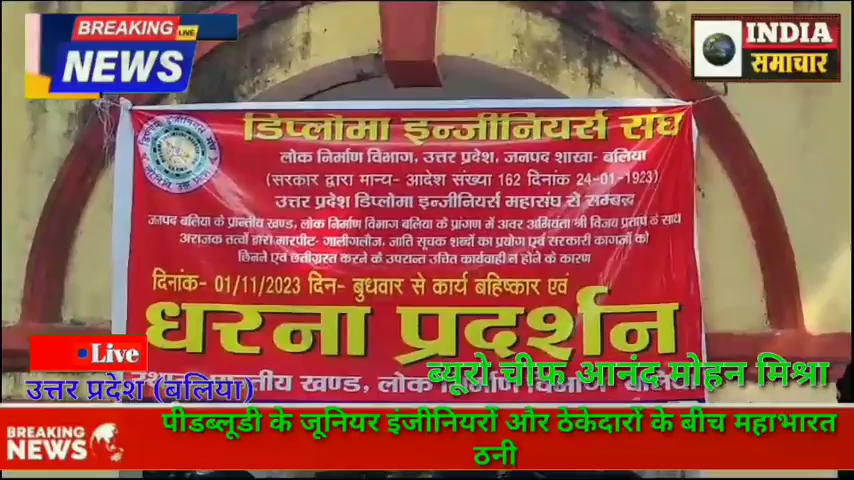 BREAKING
LIVE
NEWS
INDIA
समाचार
डिप्लोमा इन्जीनियर्स संघ
लोक निर्माण विभाग, उत्तर प्रदेश, जनपद शाखा- बलिया
(सरकार द्वारा मान्य- आदेश संख्या 162 दिनांक 24-01-1923)
उत्तर प्रदेश डिप्लोमा इन्जीनियर्स महासंघ से सम्बद्ध
जनपद बलिया के प्रान्तीय खण्ड, लोक निर्माण विभाग बलिया के प्रांगण में अवर अभियंता श्री विजय प्रताप के साथ
अराजक तत्वों द्वारा मारपीट- गालीगलौज, जाति सूचक शब्दों का प्रयोग एवं सरकारी कागजों को
छिनने एवं छतीग्रस्त करने के उपरान्त उचित कार्यवाही न होने के कारण
दिनांक- 01/11/2023 दिन- बुधवार से कार्य बहिष्कार एवं
धरना प्रदर्शन
Live
ब्यूरो चीफ आनंद मोहन मिश्रा
उत्तर प्रदेश (बलिया)
प्रान्तीय खण्ड, लोक निर्माण विभाग
BREAKING
NEWS
पीडब्लूडी के जूनियर इंजीनियरों और ठेकेदारों के बीच महाभारत
ठनी